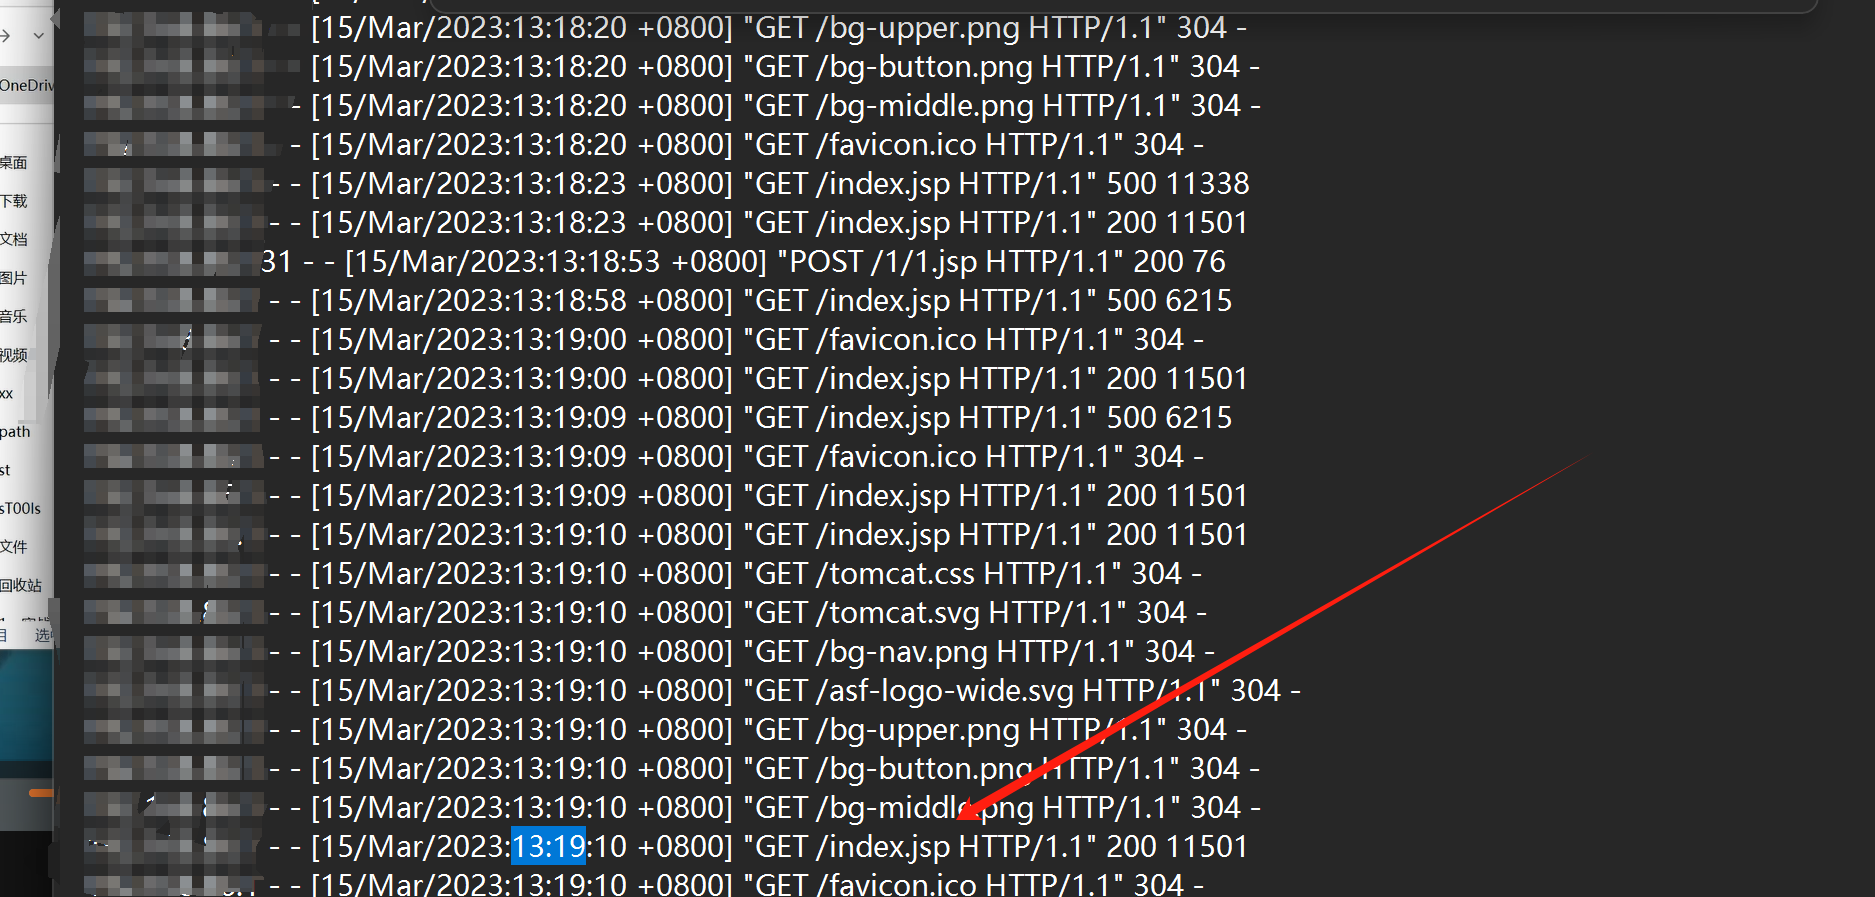 [15/Mar/2023:13:18:20 +0800] "GET /bg-upper.png HTTP/1.1" 304 -
[15/Mar/2023:13:18:20 +0800] "GET /bg-button.png HTTP/1.1" 304 -
- [15/Mar/2023:13:18:20 +0800] "GET /bg-middle.png HTTP/1.1" 304 -
- [15/Mar/2023:13:18:20 +0800] "GET /favicon.ico HTTP/1.1" 304 -
- - [15/Mar/2023:13:18:23 +0800] "GET /index.jsp HTTP/1.1" 500 11338
- - [15/Mar/2023:13:18:23 +0800] "GET /index.jsp HTTP/1.1" 200 11501
31 - - [15/Mar/2023:13:18:53 +0800] "POST /1/1.jsp HTTP/1.1" 200 76
- - [15/Mar/2023:13:18:58 +0800] "GET /index.jsp HTTP/1.1" 500 6215
- - [15/Mar/2023:13:19:00 +0800] "GET /favicon.ico HTTP/1.1" 304 -
- - [15/Mar/2023:13:19:00 +0800] "GET /index.jsp HTTP/1.1" 200 11501
- - [15/Mar/2023:13:19:09 +0800] "GET /index.jsp HTTP/1.1" 500 6215
- - [15/Mar/2023:13:19:09 +0800] "GET /favicon.ico HTTP/1.1" 304 -
- - [15/Mar/2023:13:19:09 +0800] "GET /index.jsp HTTP/1.1" 200 11501
- - [15/Mar/2023:13:19:10 +0800] "GET /index.jsp HTTP/1.1" 200 11501
- - [15/Mar/2023:13:19:10 +0800] "GET /tomcat.css HTTP/1.1" 304 -
- - [15/Mar/2023:13:19:10 +0800] "GET /tomcat.svg HTTP/1.1" 304 -
- - [15/Mar/2023:13:19:10 +0800] "GET /bg-nav.png HTTP/1.1" 304 -
- - [15/Mar/2023:13:19:10 +0800] "GET /asf-logo-wide.svg HTTP/1.1" 304 -
- - [15/Mar/2023:13:19:10 +0800] "GET /bg-upper.png HTTP/1.1" 304 -
- - [15/Mar/2023:13:19:10 +0800] "GET /bg-button.png HTTP/1.1" 304 -
- - [15/Mar/2023:13:19:10 +0800] "GET /bg-middle.png HTTP/1.1" 304 -
- - [15/Mar/2023:13:19:10 +0800] "GET /index.jsp HTTP/1.1" 200 11501
- - [15/Mar/2023:13:19:10 +0800] "GET /favicon.ico HTTP/1.1" 304 -
OneDriv
桌面
下载
文档
图片
音乐
视频
xx
path
st
sT00ls
文件
回收站
目 选